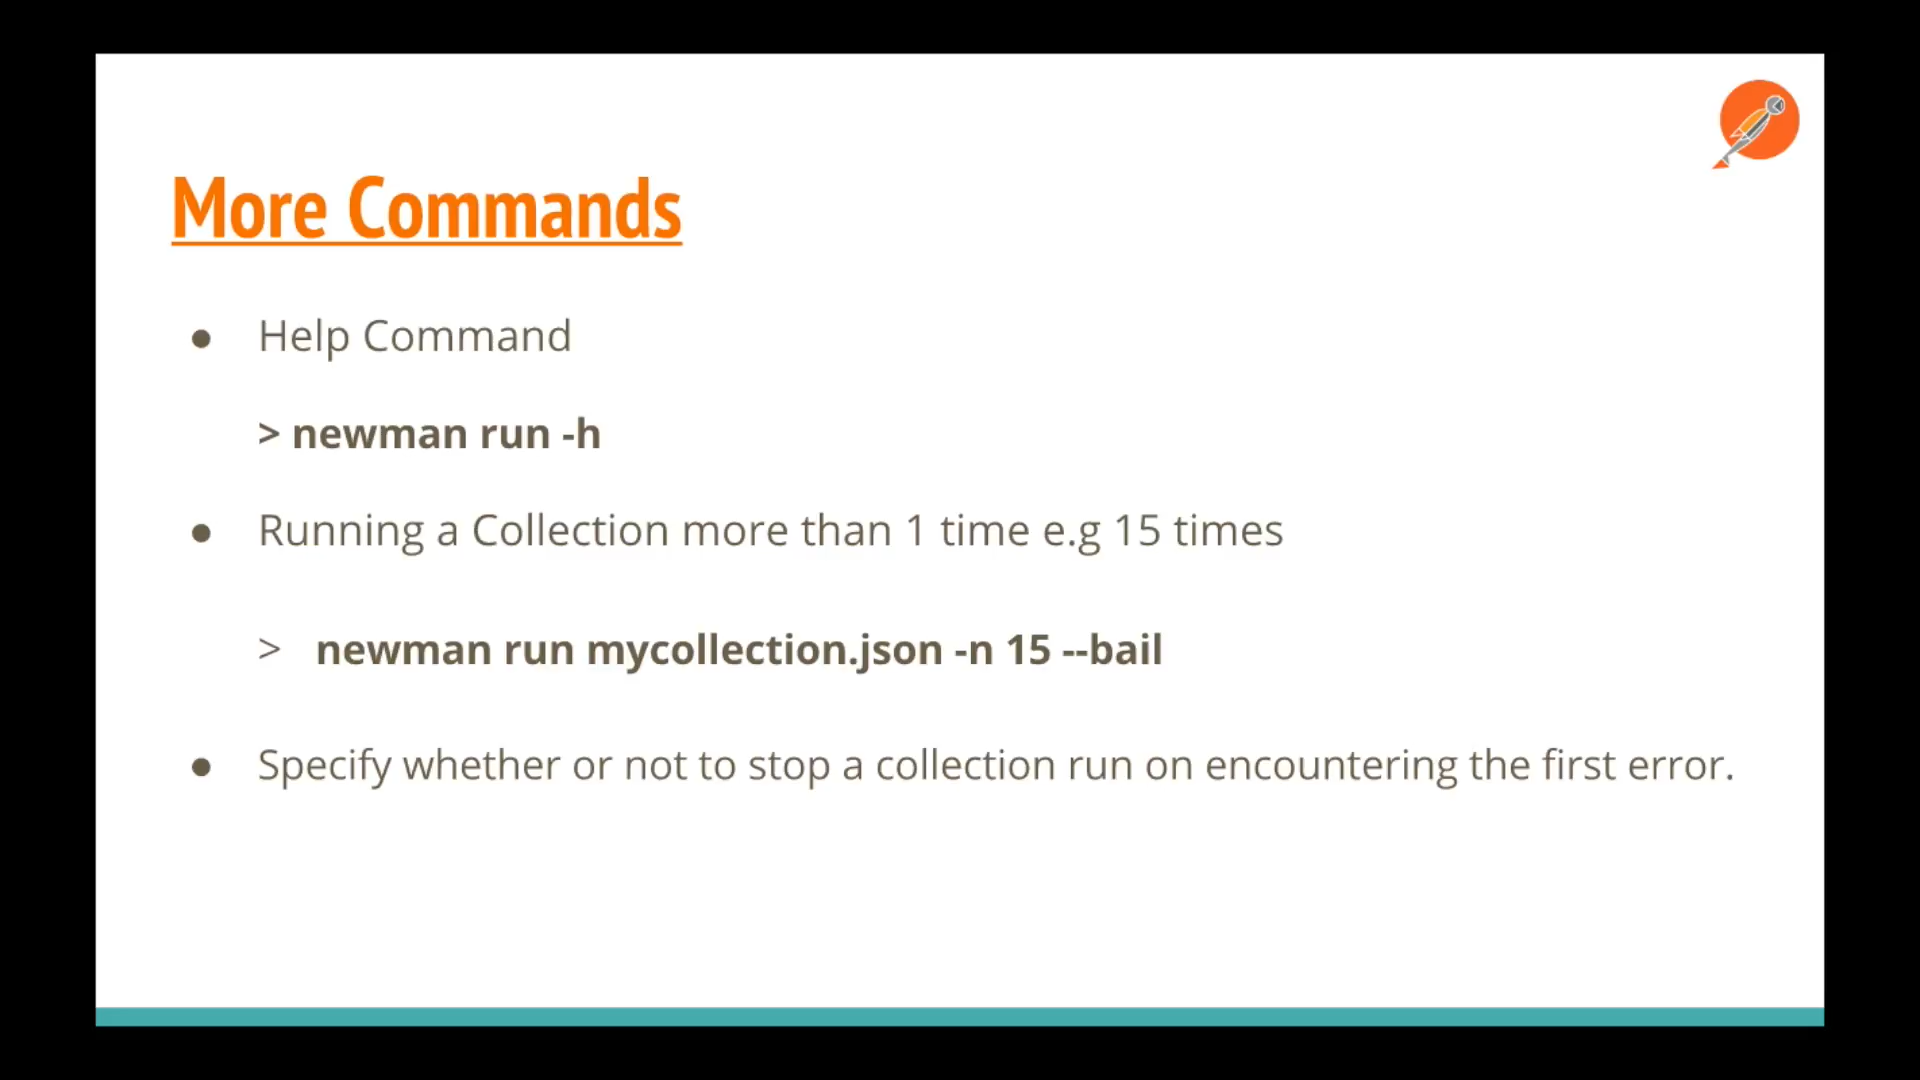 More Commands
● Help Command
> newman run -h
● Running a Collection more than 1 time e.g 15 times
> newman run mycollection.json -n 15 --bail
● Specify whether or not to stop a collection run on encountering the first error.